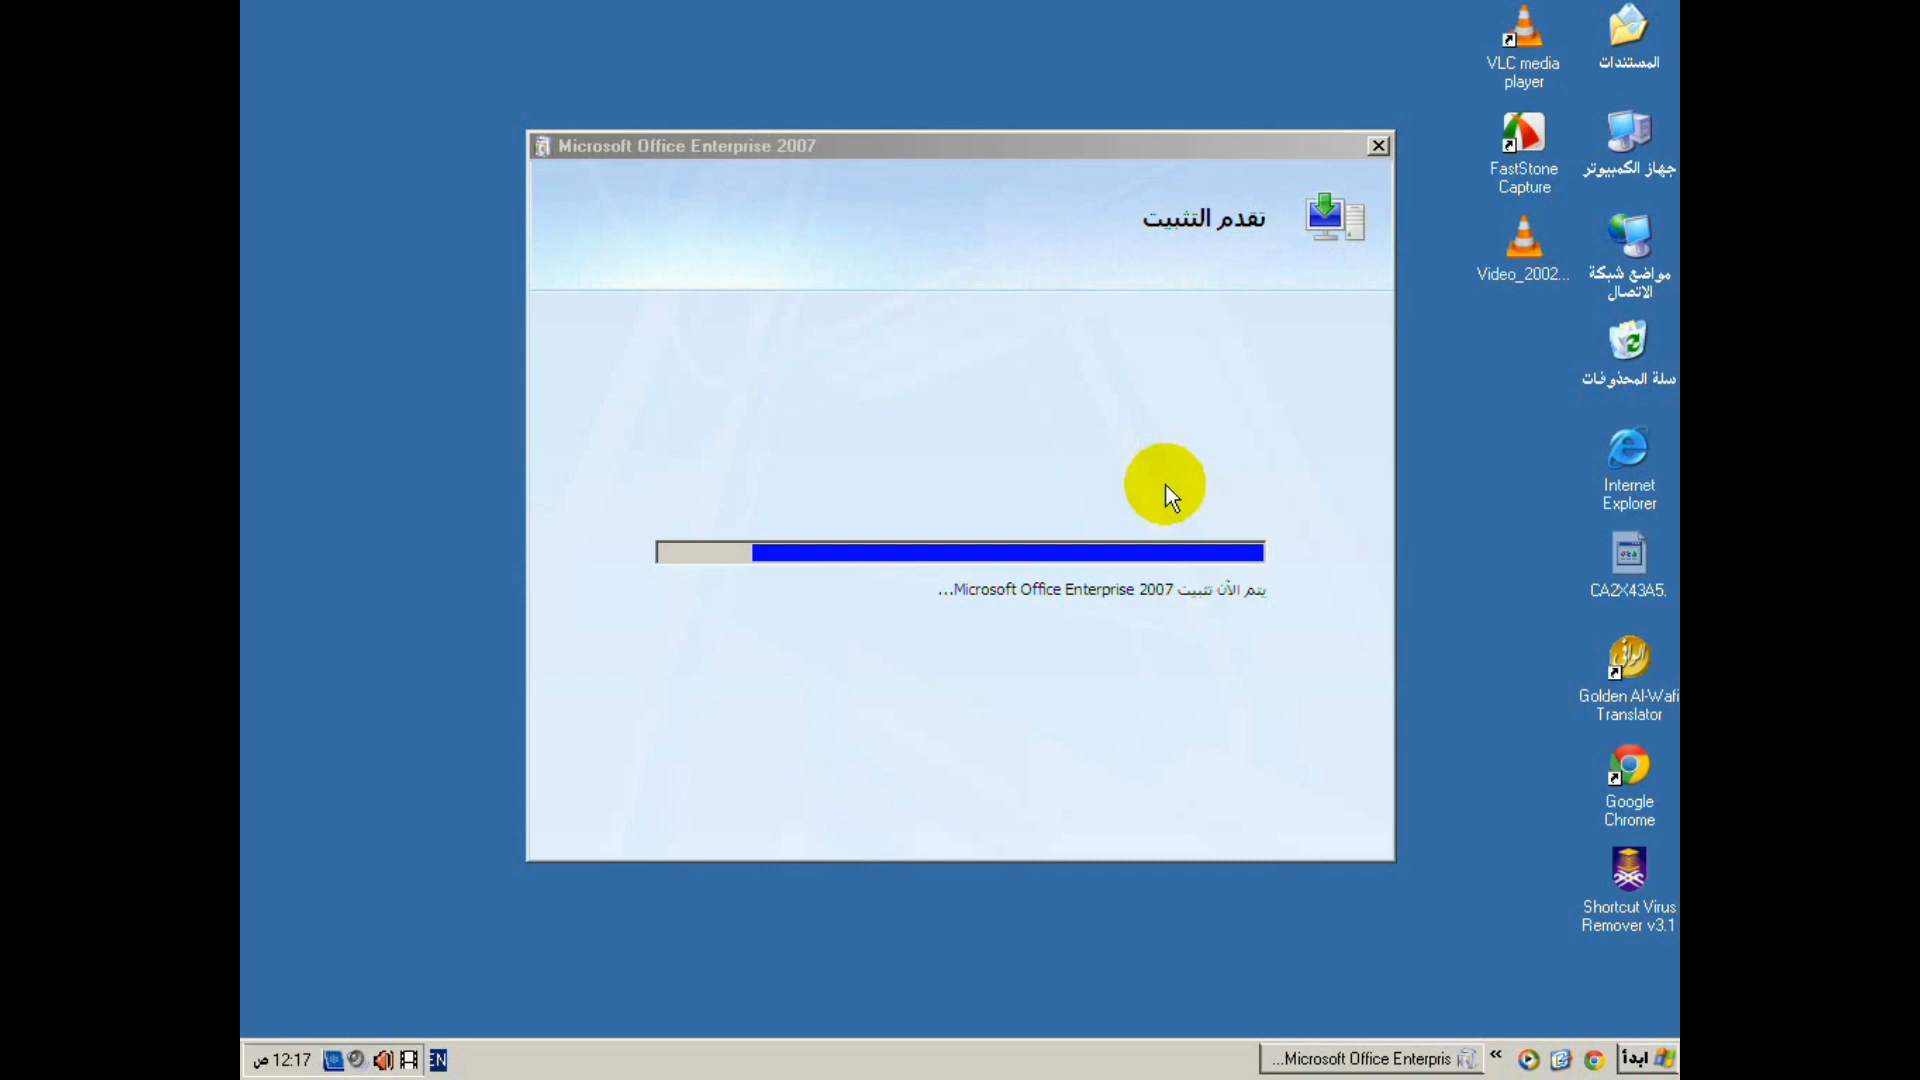 Microsoft Office Enterprise 2007
تقدم التثبيت
يتم الآن تثبيت Microsoft Office Enterprise 2007...
المستندات
جهاز الكمبيوتر
مواضع شبكة
الاتصال
سلة المحذوفات
Internet
Explorer
CA2X43A5.
الوافي
Golden Al-Wafi
Translator
Google
Chrome
Shortcut Virus
Remover v3.1
VLC media
player
FastStone
Capture
Video_2002...
ابدأ
Microsoft Office Enterpris...
EN
12:17 ص